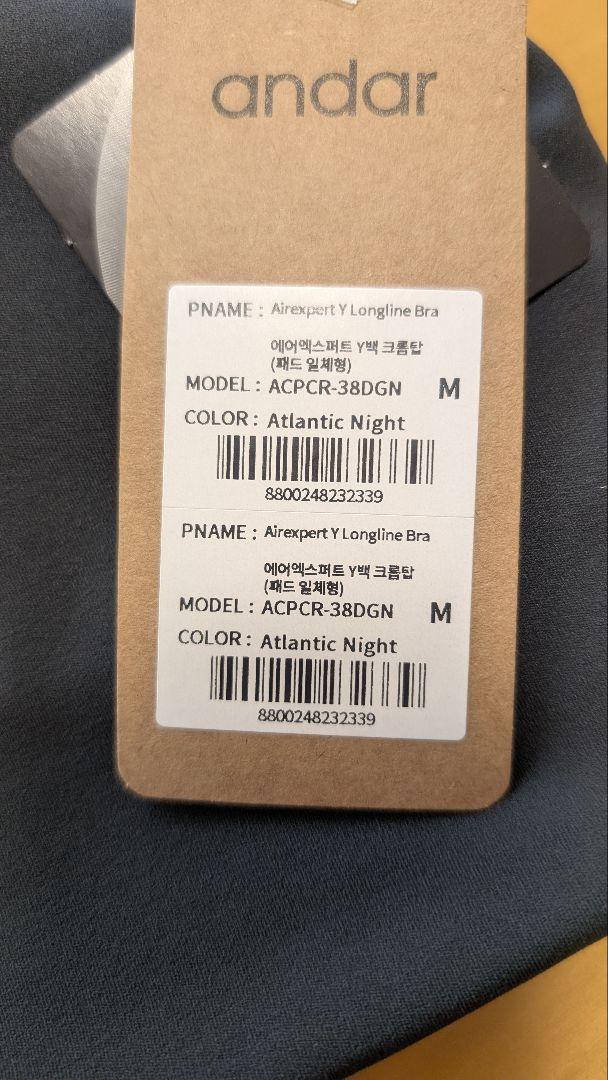 andar
PNAME : Airexpert Y Longline Bra
에어엑스퍼트 Y백 크롭탑
(패드 일체형)
MODEL : ACPCR-38DGN M
COLOR : Atlantic Night
8800248232339
PNAME : Airexpert Y Longline Bra
에어엑스퍼트 Y백 크롭탑
(패드 일체형)
MODEL : ACPCR-38DGN M
COLOR : Atlantic Night
8800248232339